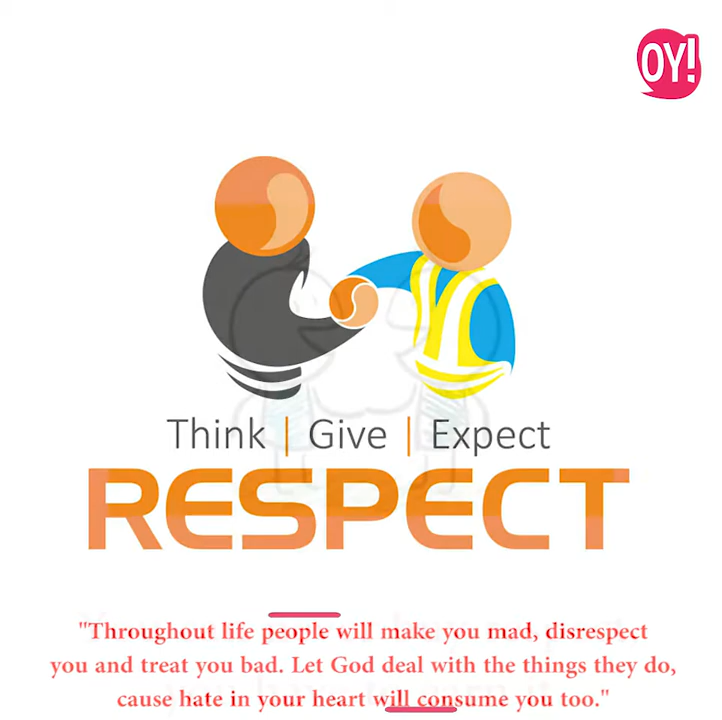 OY!
Think | Give | Expect
RESPECT
"Throughout life people will make you mad, disrespect
you and treat you bad. Let God deal with the things they do,
cause hate in your heart will consume you too."